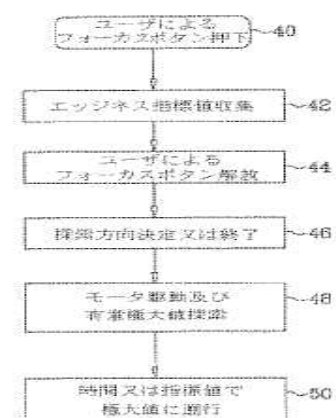 ユーザによる
フォーカスボタン押下
40
エッジネス指標値収集
42
ユーザによる
フォーカスボタン解放
44
探索方向決定又は終了
46
モータ駆動及び
有意極大値探索
48
時間又は指標値で
極大値に遡行
50